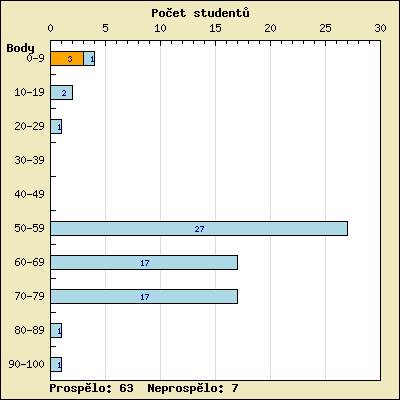 Počet studentů
0 5 10 15 20 25 30
Body
0-9 3 1
10-19 2
20-29 1
30-39
40-49
50-59 27
60-69 17
70-79 17
80-89 1
90-100 1
Prospělo: 63 Neprospělo: 7